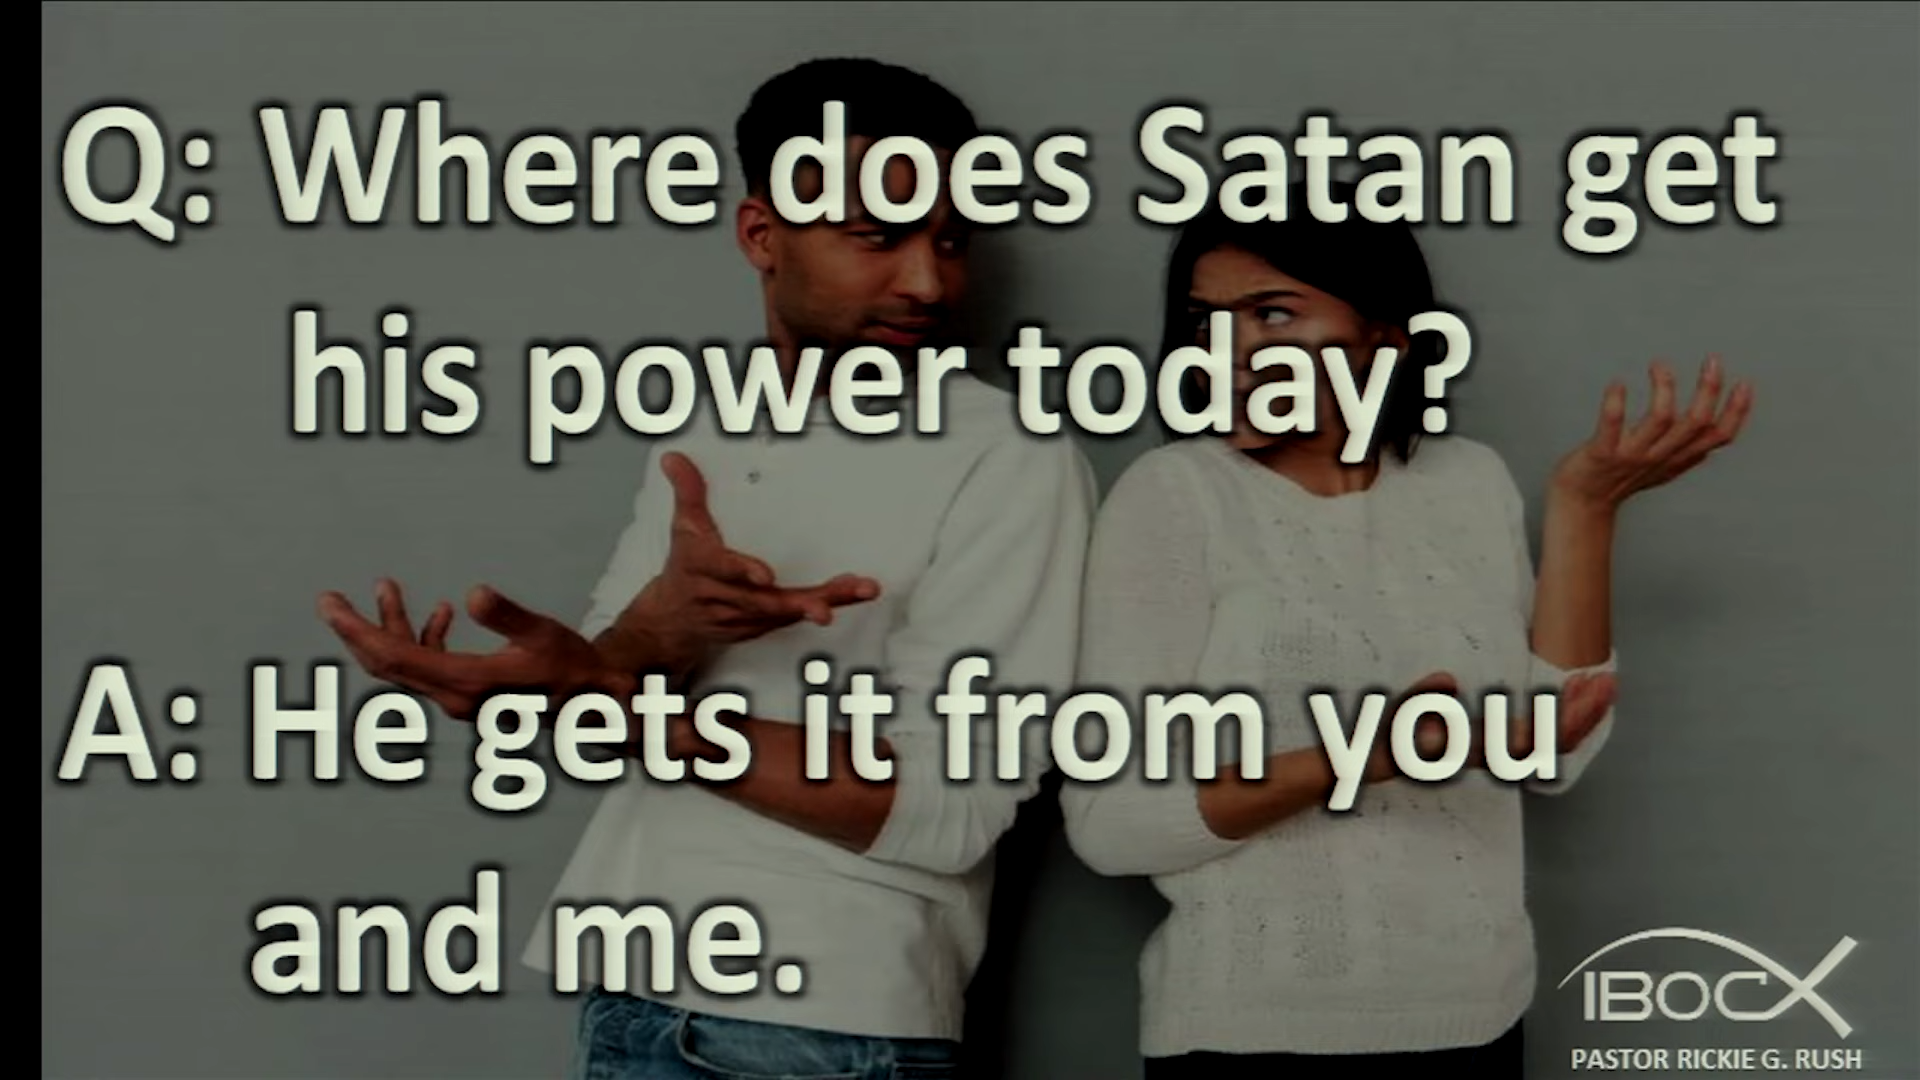 Q: Where does Satan get
his power today?
A: He gets it from you
and me.
IBOC
PASTOR RICKIE G. RUSH